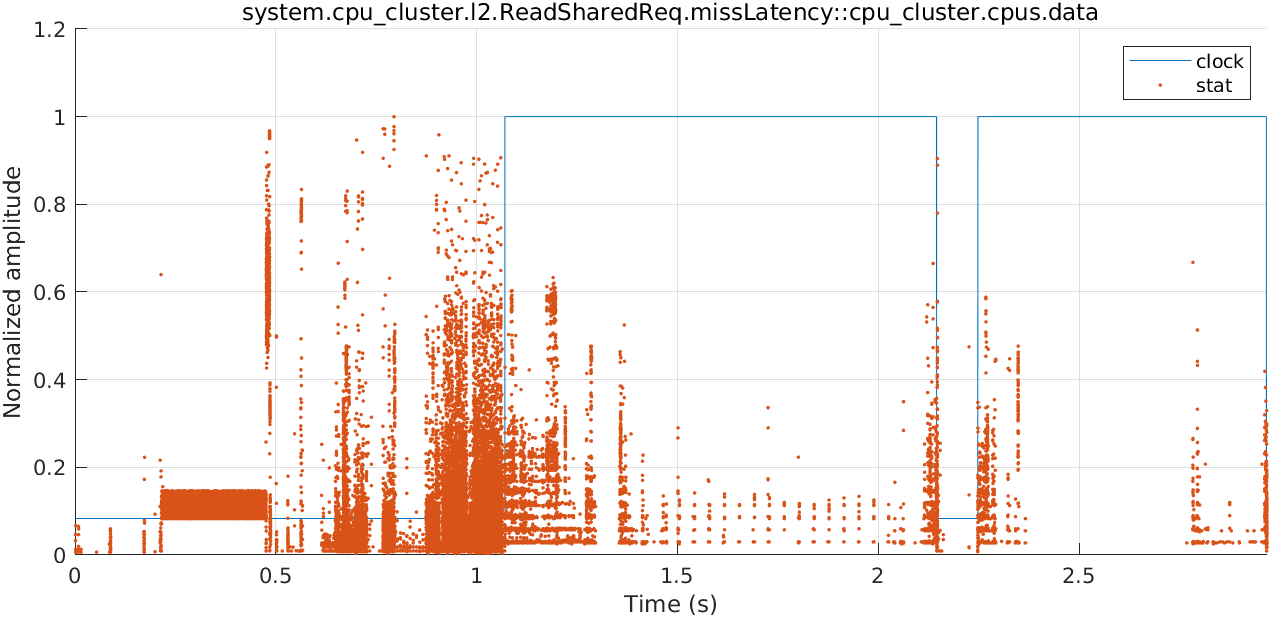 system.cpu_cluster.l2.ReadSharedReq.missLatency::cpu_cluster.cpus.data
1.2
1
0.8
0.6
0.4
0.2
0
Normalized amplitude
clock
stat
0
0.5
1
1.5
2
2.5
Time (s)